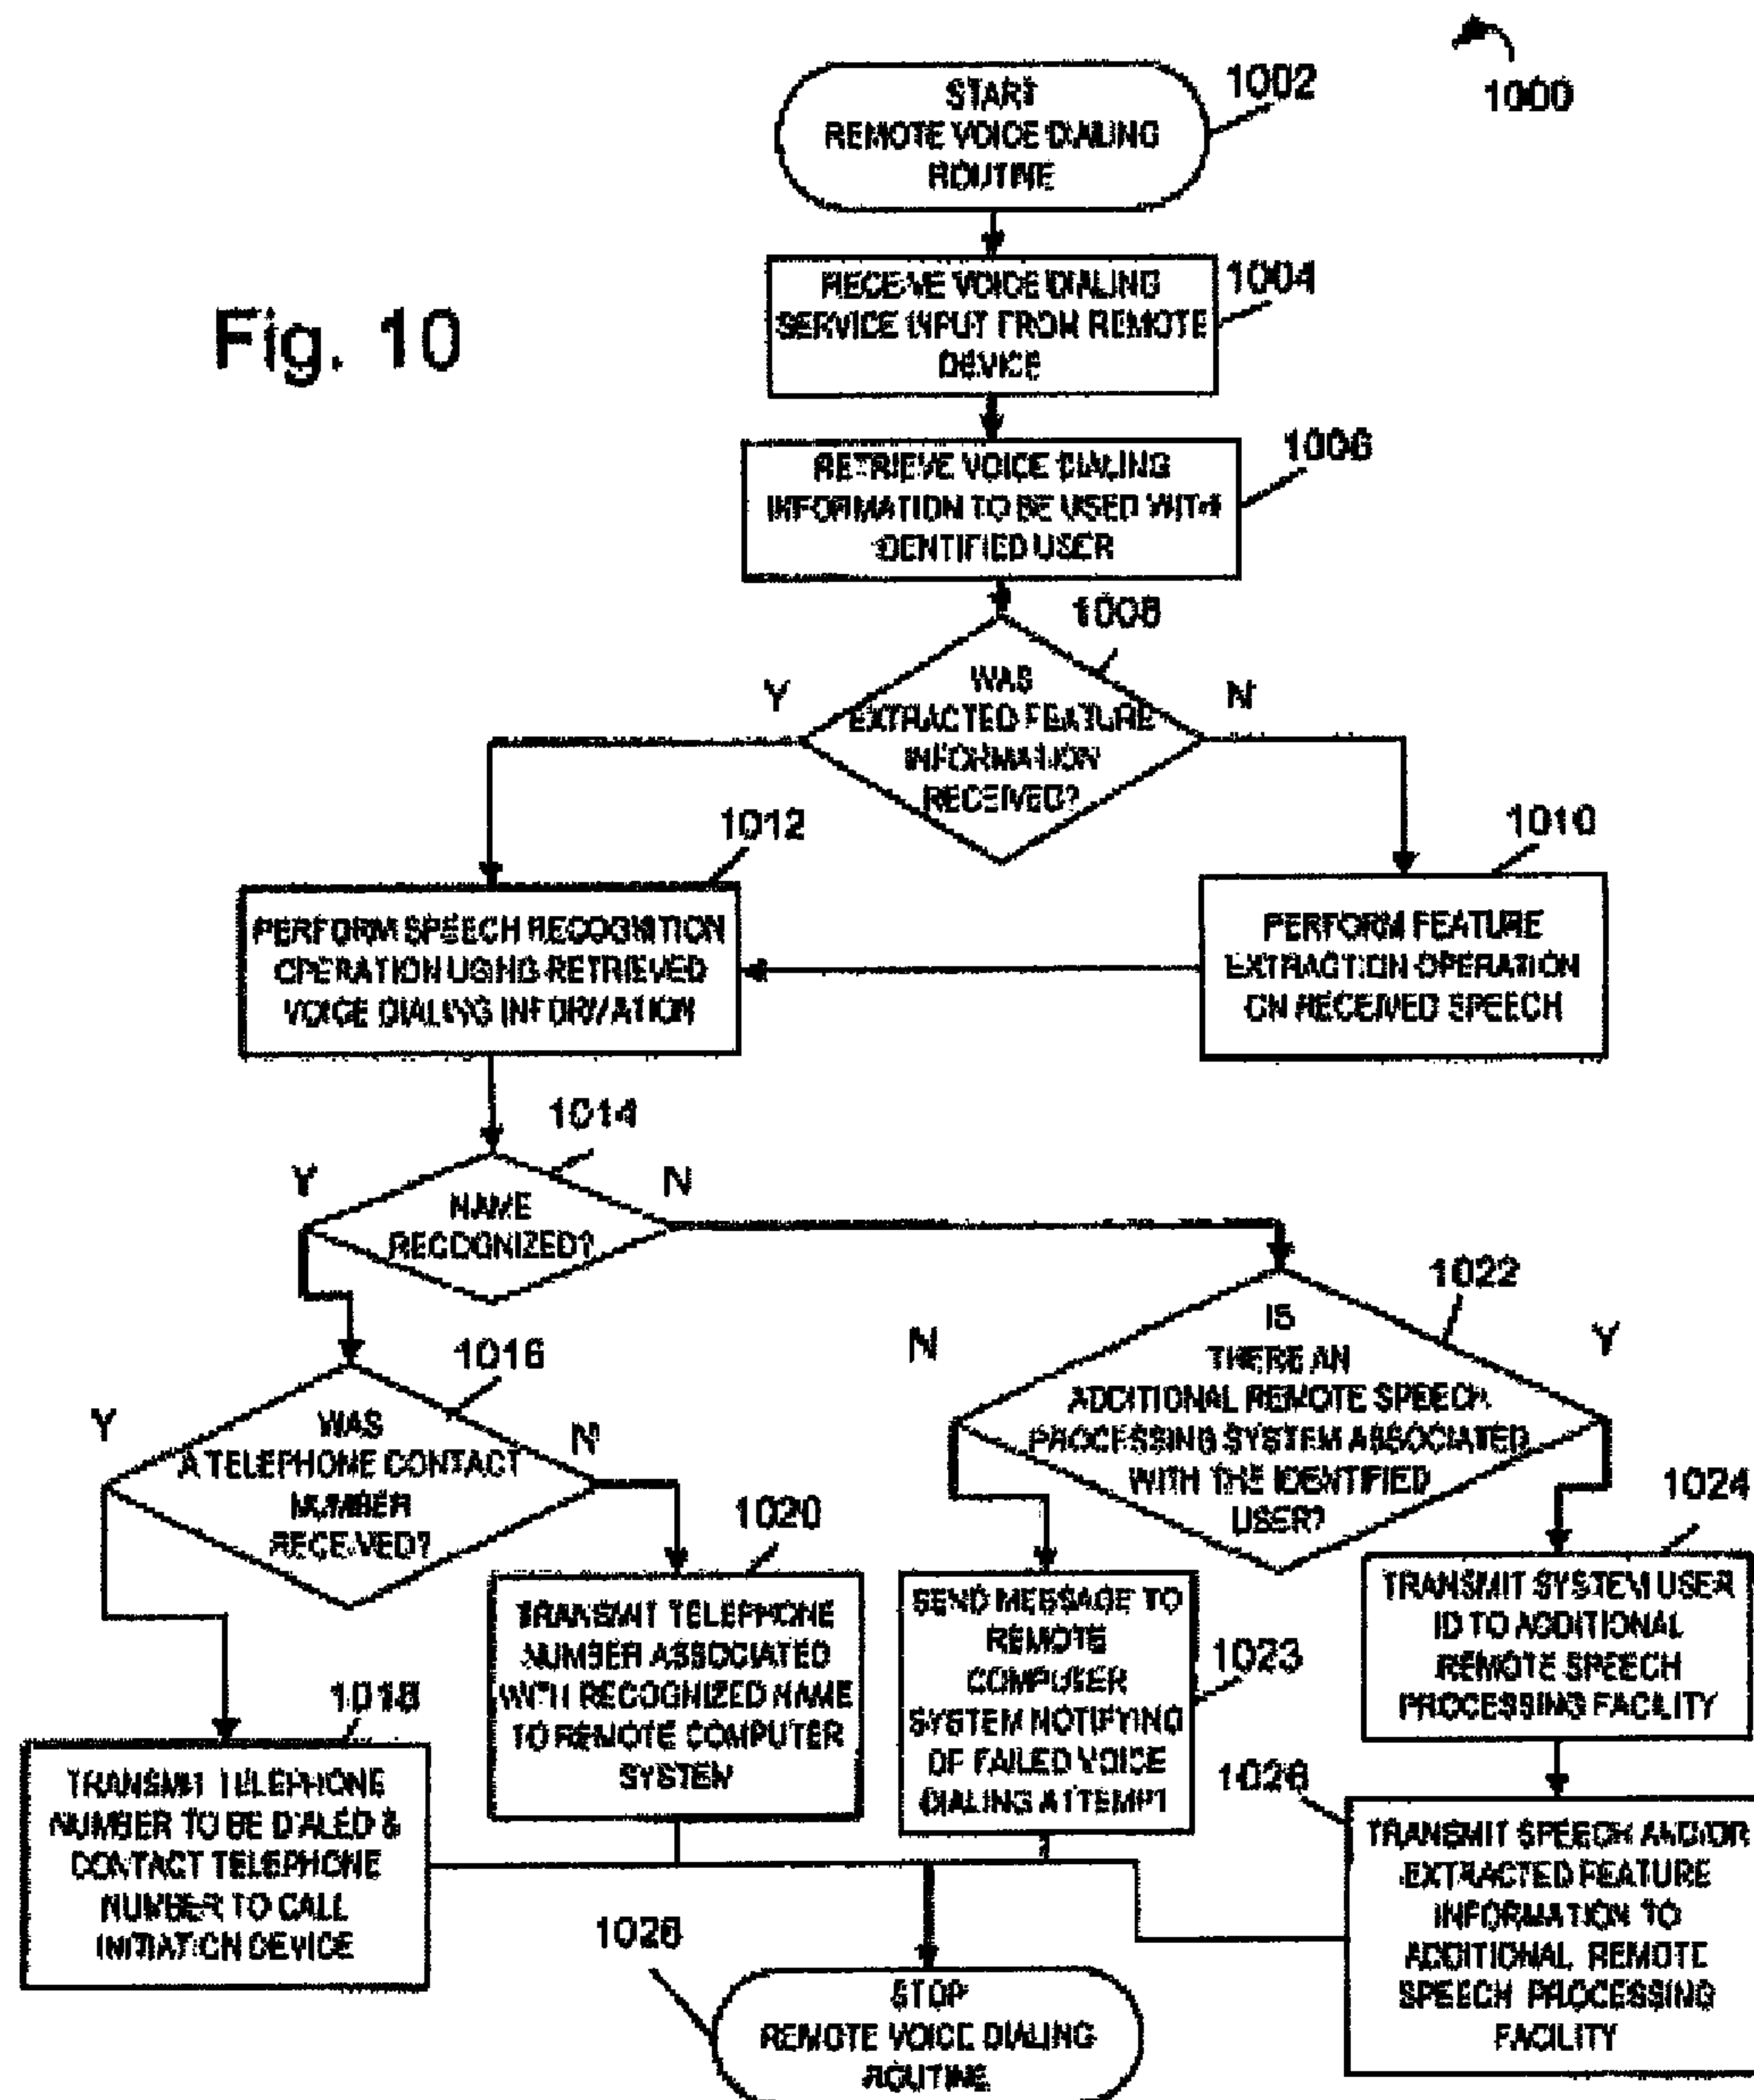 1000
START
REMOTE VOICE DIALING
ROUTINE
1002
Fig. 10
RECEIVE VOICE DIALING
SERVICE INPUT FROM REMOTE
DEVICE
1004
RETRIEVE VOICE DIALING
INFORMATION TO BE USED WITH
IDENTIFIED USER
1006
1008
Y
WAS
EXTRACTED FEATURE
INFORMATION
RECEIVED?
N
1012
1010
PERFORM SPEECH RECOGNITION
OPERATION USING RETRIEVED
VOICE DIALING INFORMATION
PERFORM FEATURE
EXTRACTION OPERATION
ON RECEIVED SPEECH
1014
Y
NAME
RECOGNIZED?
N
1016
Y
WAS
A TELEPHONE CONTACT
NUMBER
RECEIVED?
N
1022
N
IS
THERE AN
ADDITIONAL REMOTE SPEECH
PROCESSING SYSTEM ASSOCIATED
WITH THE IDENTIFIED
USER?
Y
1020
TRANSMIT TELEPHONE
NUMBER ASSOCIATED
WITH RECOGNIZED NAME
TO REMOTE COMPUTER
SYSTEM
SEND MESSAGE TO
REMOTE
COMPUTER
SYSTEM NOTIFYING
OF FAILED VOICE
DIALING ATTEMPT
1023
1024
TRANSMIT SYSTEM USER
ID TO ADDITIONAL
REMOTE SPEECH
PROCESSING FACILITY
1018
TRANSMIT TELEPHONE
NUMBER TO BE DIALED &
CONTACT TELEPHONE
NUMBER TO CALL
INITIATION DEVICE
1026
TRANSMIT SPEECH AND/OR
EXTRACTED FEATURE
INFORMATION TO
ADDITIONAL REMOTE
SPEECH PROCESSING
FACILITY
1028
STOP
REMOTE VOICE DIALING
ROUTINE